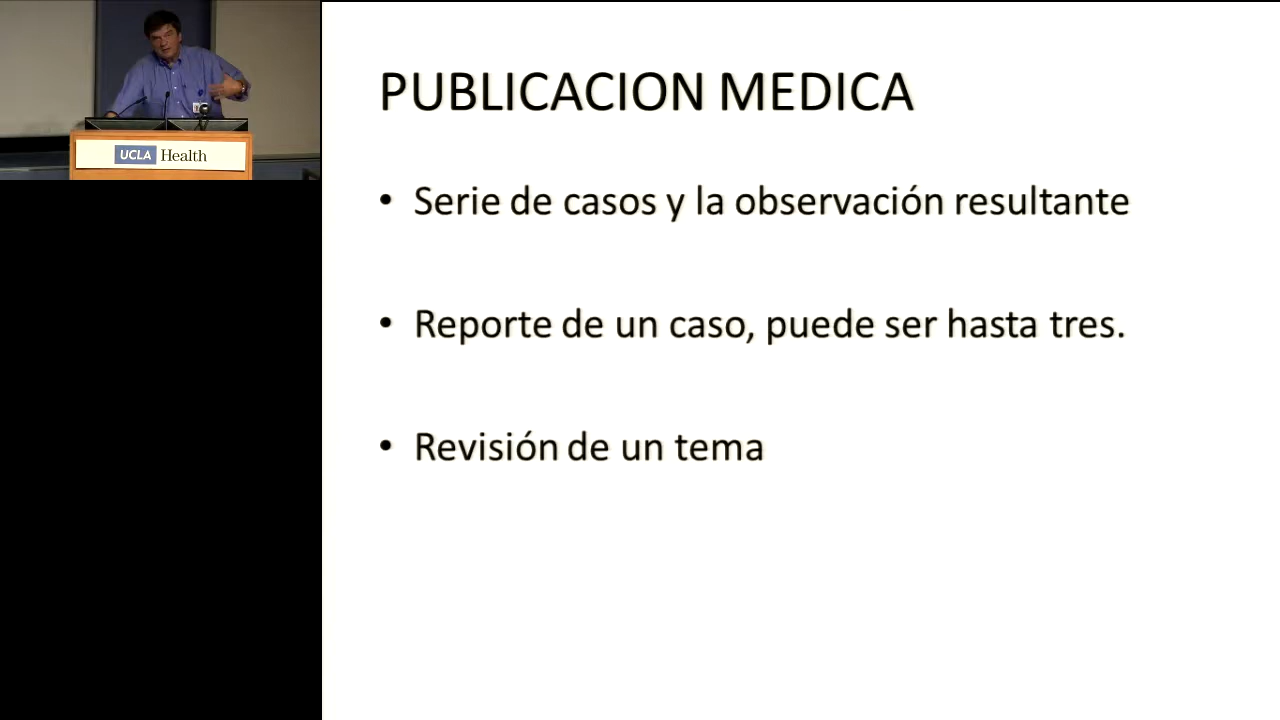 PUBLICACION MEDICA
• Serie de casos y la observación resultante
• Reporte de un caso, puede ser hasta tres.
• Revisión de un tema
UCLA Health